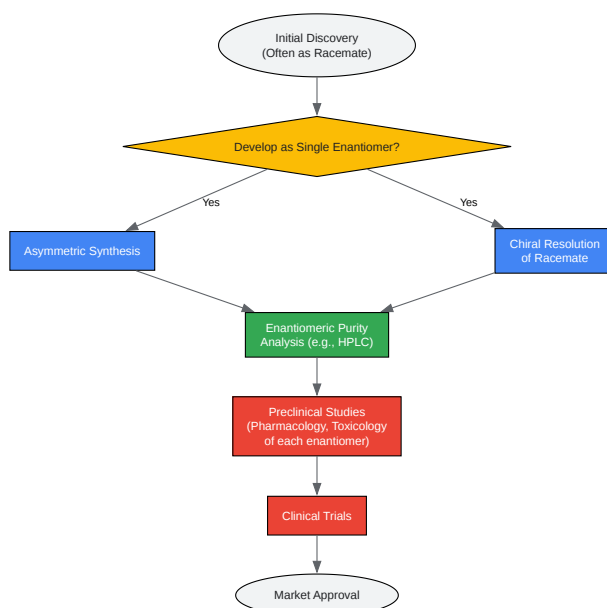 Initial Discovery
(Often as Racemate)
Develop as Single Enantiomer?
Yes
Yes
Asymmetric Synthesis
Chiral Resolution
of Racemate
Enantiomeric Purity
Analysis (e.g., HPLC)
Preclinical Studies
(Pharmacology, Toxicology
of each enantiomer)
Clinical Trials
Market Approval